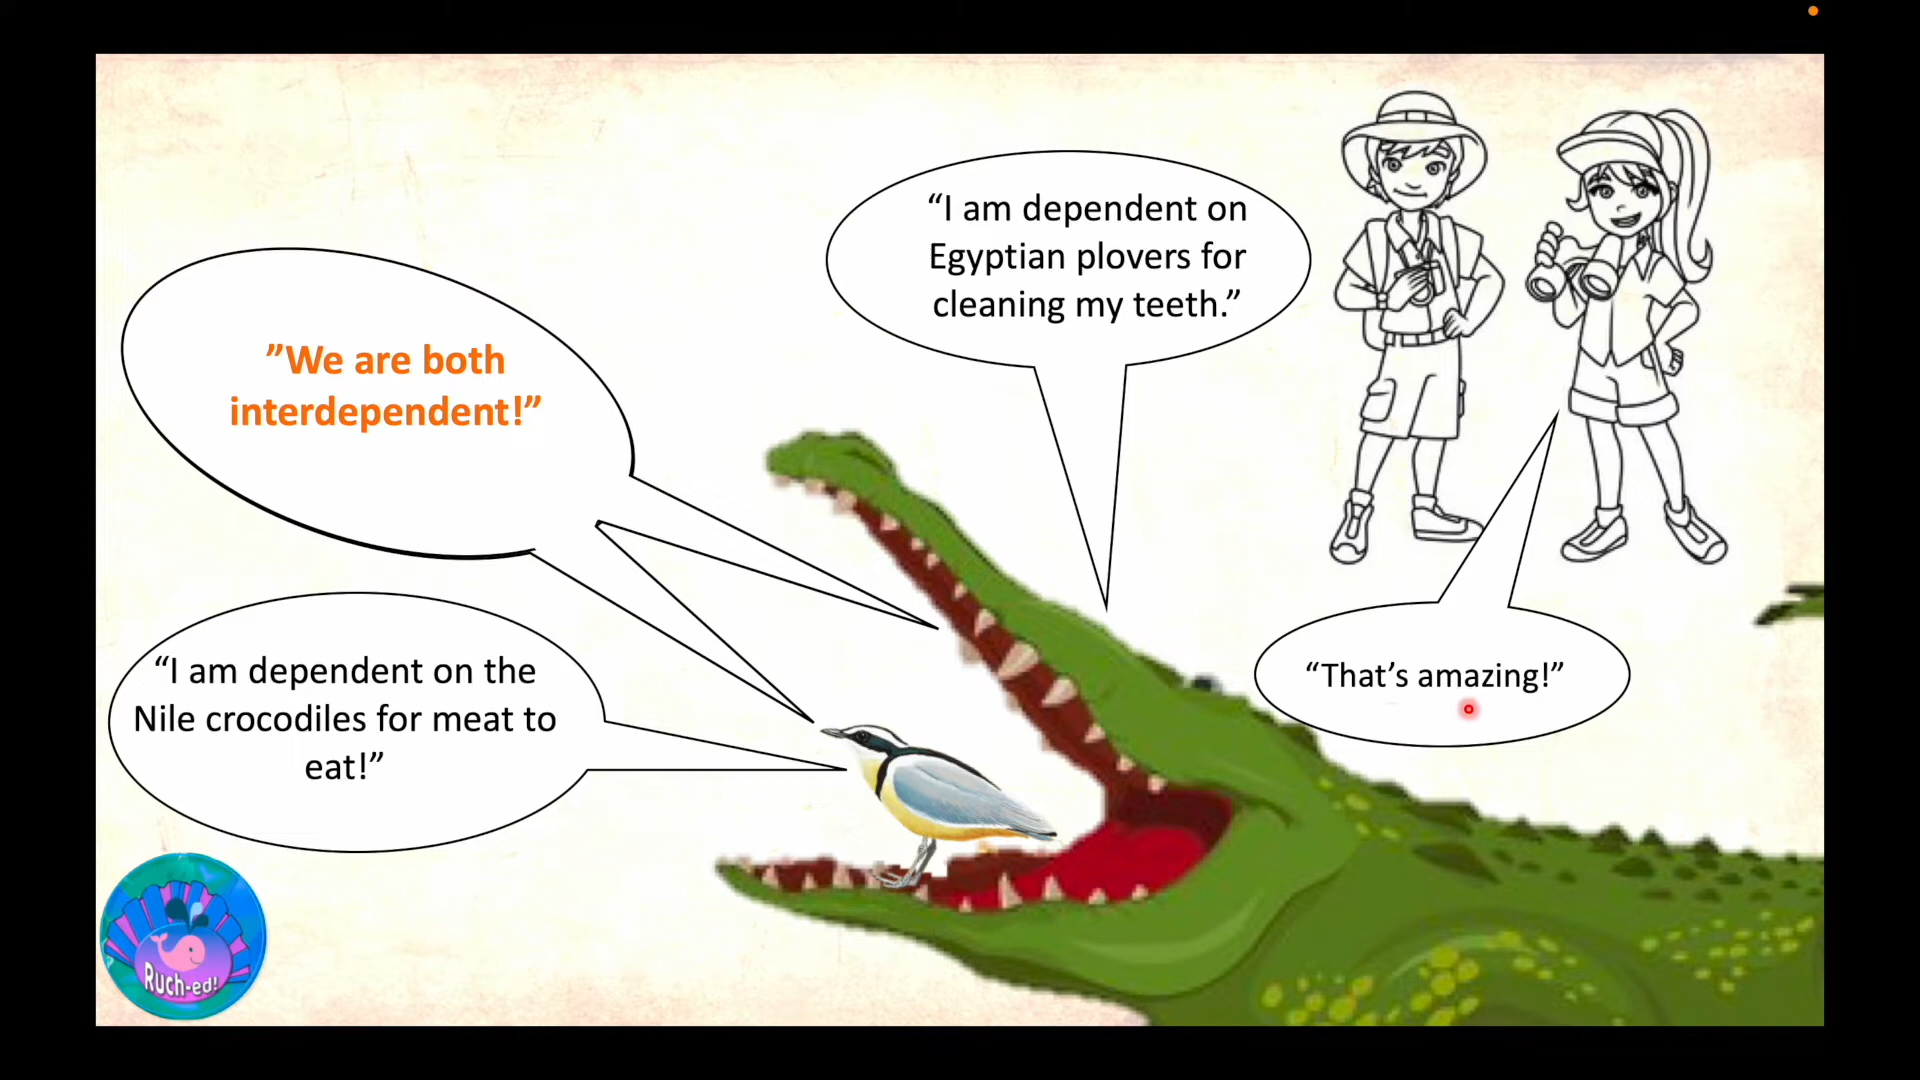 “I am dependent on
Egyptian plovers for
cleaning my teeth.”
”We are both
interdependent!”
“I am dependent on the
Nile crocodiles for meat to
eat!”
“That’s amazing!”
Ruch-ed!